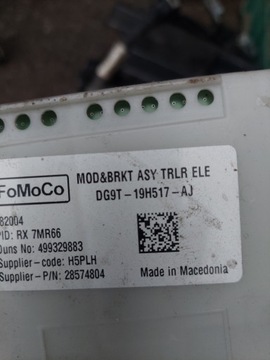 FoMoCo
MOD&BRKT ASY TRLR ELE
DG9T-19H517-AJ
82004
PID: RX 7MR66
Duns No: 499329883
Supplier-code: H5PLH
Supplier-P/N: 28574804
Made in Macedonia